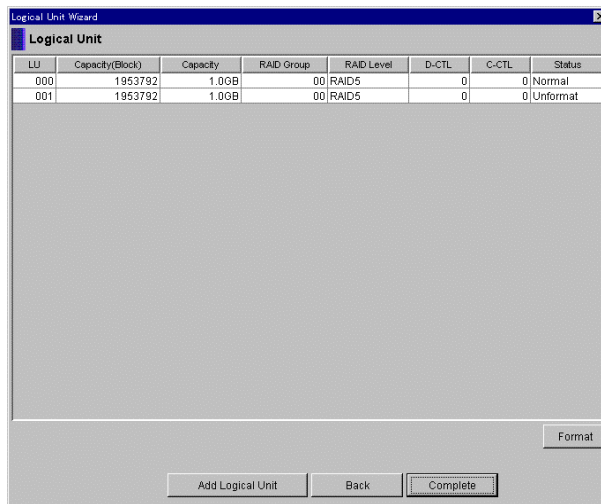 Logical Unit Wizard
Logical Unit
LU Capacity(Block) Capacity RAID Group RAID Level D-CTL C-CTL Status
000 1953792 1.0GB 00 RAID5 0 0 Normal
001 1953792 1.0GB 00 RAID5 0 0 Unformat
Format
Add Logical Unit Back Complete